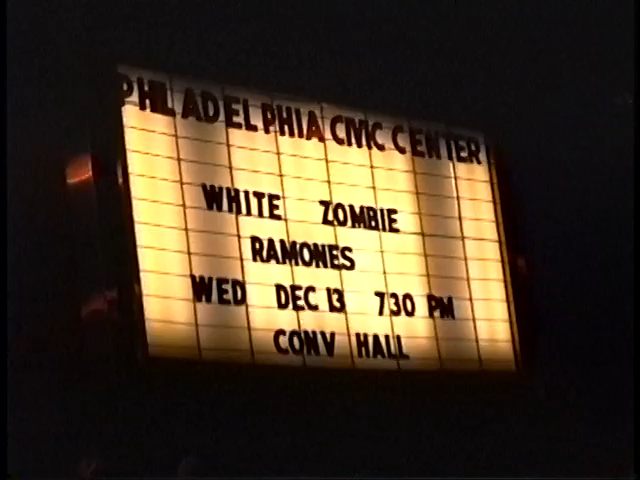 PHILADELPHIA CIVIC CENTER
WHITE ZOMBIE
RAMONES
WED DEC 13 730 PM
CONV HALL